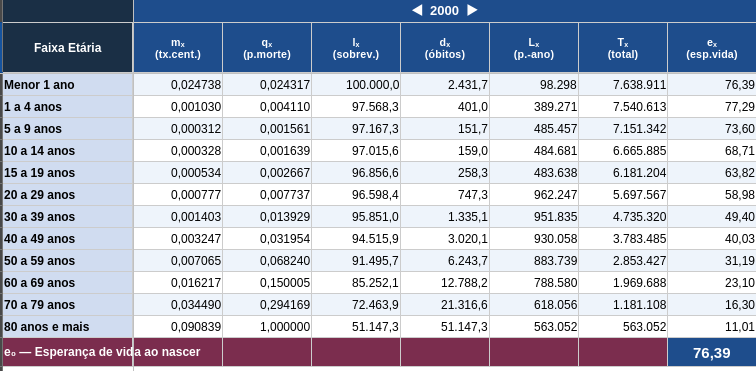 ◀ 2000 ▶
Faixa Etária mₓ (tx.cent.) qₓ (p.morte) lₓ (sobrev.) dₓ (óbitos) Lₓ (p.-ano) Tₓ (total) eₓ (esp.vida)
Menor 1 ano 0,024738 0,024317 100.000,0 2.431,7 98.298 7.638.911 76,39
1 a 4 anos 0,001030 0,004110 97.568,3 401,0 389.271 7.540.613 77,29
5 a 9 anos 0,000312 0,001561 97.167,3 151,7 485.457 7.151.342 73,60
10 a 14 anos 0,000328 0,001639 97.015,6 159,0 484.681 6.665.885 68,71
15 a 19 anos 0,000534 0,002667 96.856,6 258,3 483.638 6.181.204 63,82
20 a 29 anos 0,000777 0,007737 96.598,4 747,3 962.247 5.697.567 58,98
30 a 39 anos 0,001403 0,013929 95.851,0 1.335,1 951.835 4.735.320 49,40
40 a 49 anos 0,003247 0,031954 94.515,9 3.020,1 930.058 3.783.485 40,03
50 a 59 anos 0,007065 0,068240 91.495,7 6.243,7 883.739 2.853.427 31,19
60 a 69 anos 0,016217 0,150005 85.252,1 12.788,2 788.580 1.969.688 23,10
70 a 79 anos 0,034490 0,294169 72.463,9 21.316,6 618.056 1.181.108 16,30
80 anos e mais 0,090839 1,000000 51.147,3 51.147,3 563.052 563.052 11,01
e₀ — Esperança de vida ao nascer 76,39